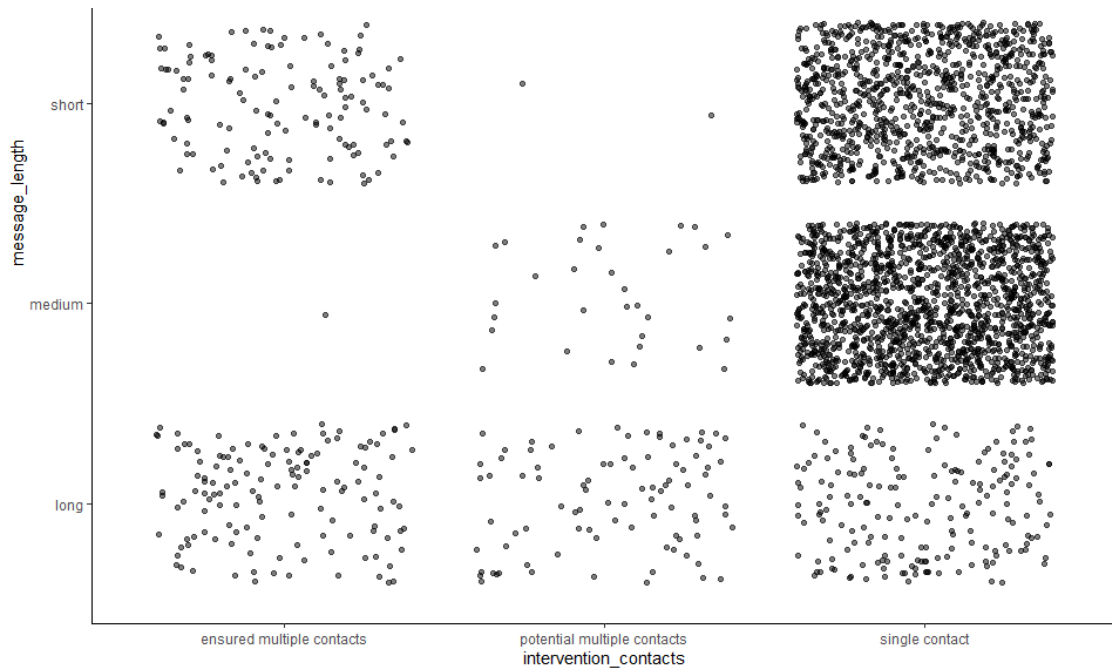 message_length
short
medium
long
ensured multiple contacts
potential multiple contacts
single contact
intervention_contacts